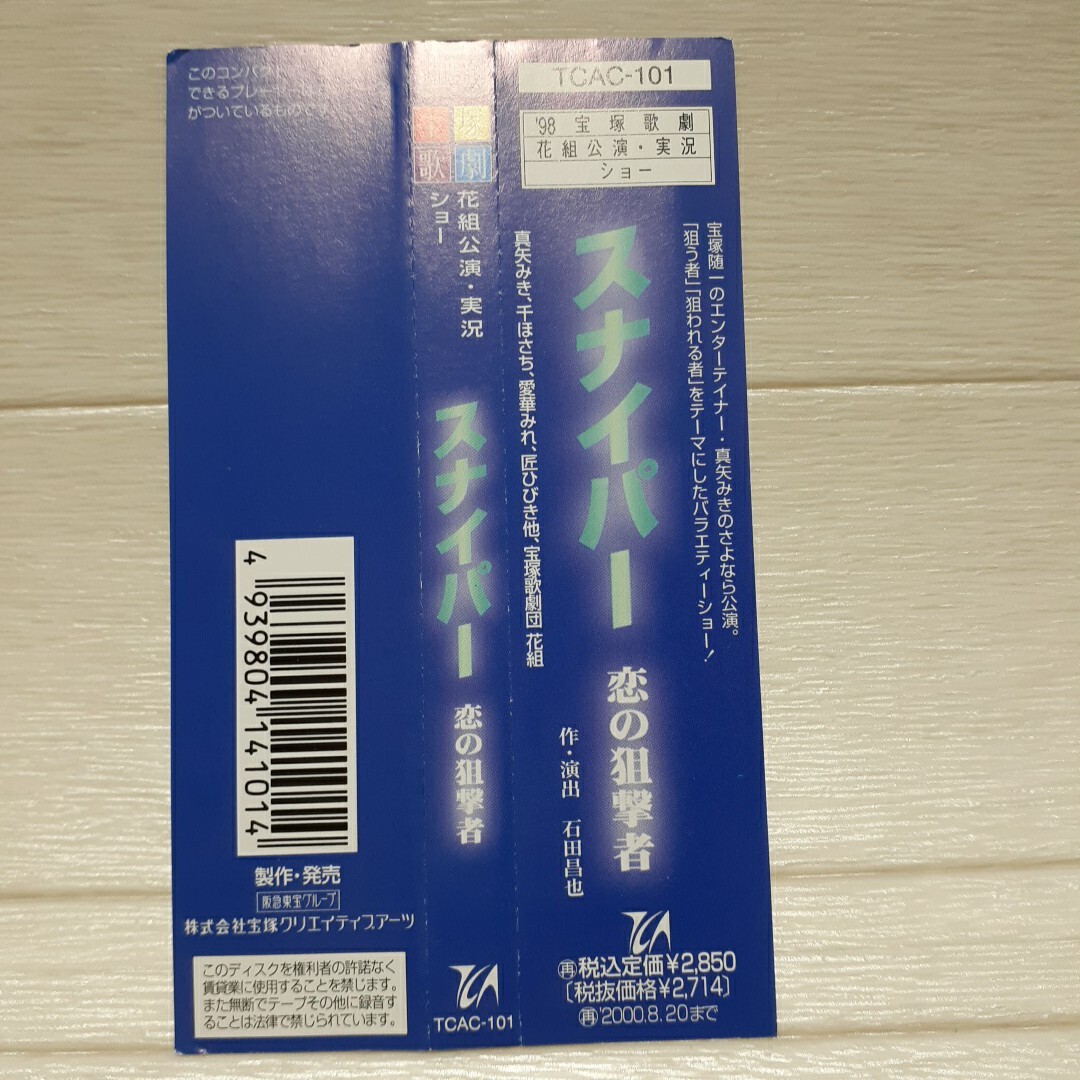 TCAC-101
'98 宝塚歌劇
花組公演・実況
ショー
宝塚随一のエンターテイナー・真矢みきのさよなら公演。
「狙う者」「狙われる者」をテーマにしたバラエティーショー!
スナイパー
恋の狙撃者
作・演出 石田昌也
真矢みき、千ほさち、愛華みれ、匠ひびき他、宝塚歌劇団 花組
再税込定価¥2,850
〔税抜価格¥2,714〕
再'2000.8.20まで
塚
歌劇
花組公演・実況
ショー
スナイパー
恋の狙撃者
TCAC-101
このコンパクト
できるプレー
がついているもので
4939804141014
製作・発売
阪急東宝グループ
株式会社宝塚クリエイティブアーツ
このディスクを権利者の許諾なく
賃貸業に使用することを禁じます。
また無断でテープその他に録音す
ることは法律で禁じられています。